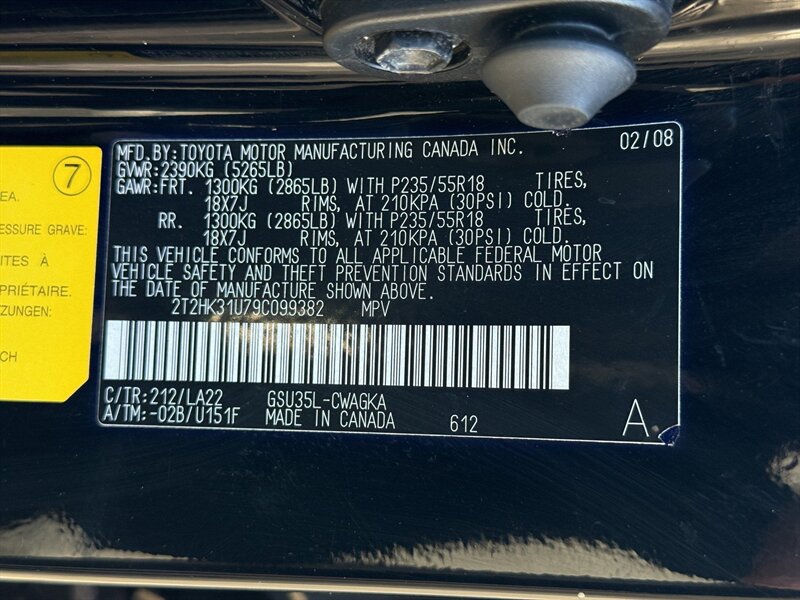 MFD.BY:TOYOTA MOTOR MANUFACTURING CANADA INC. 02/08
GVWR:2390KG (5265LB)
GAWR:FRT. 1300KG (2865LB) WITH P235/55R18 TIRES,
18X7J RIMS, AT 210KPA (30PSI) COLD.
RR. 1300KG (2865LB) WITH P235/55R18 TIRES,
18X7J RIMS, AT 210KPA (30PSI) COLD.
THIS VEHICLE CONFORMS TO ALL APPLICABLE FEDERAL MOTOR
VEHICLE SAFETY AND THEFT PREVENTION STANDARDS IN EFFECT ON
THE DATE OF MANUFACTURE SHOWN ABOVE.
2T2HK31U79C099382 MPV
C/TR:212/LA22 GSU35L-CWAGKA
A/TM:-02B/U151F MADE IN CANADA 612 A
7
EA.
ESSURE GRAVE:
ITES À
PRIÉTAIRE.
TZUNGEN:
CH